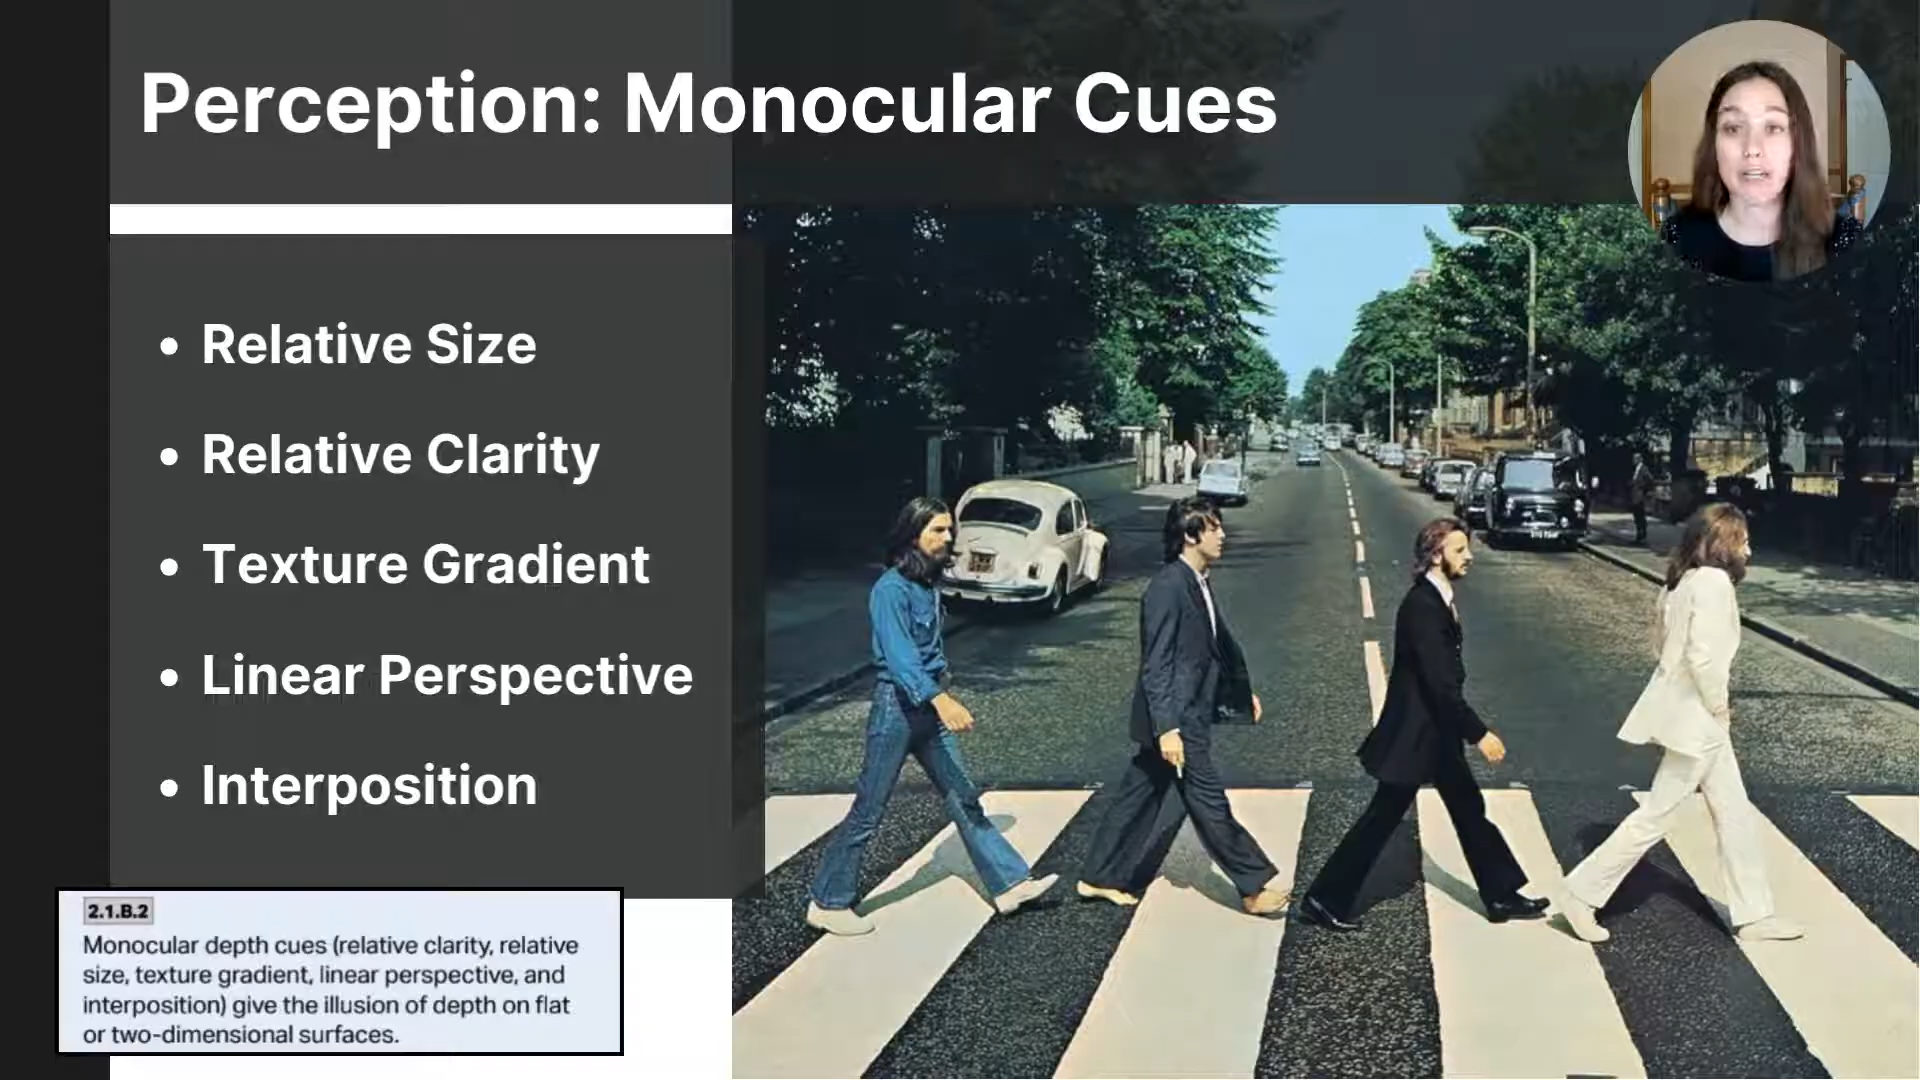 Perception: Monocular Cues
• Relative Size
• Relative Clarity
• Texture Gradient
• Linear Perspective
• Interposition
2.1.B.2
Monocular depth cues (relative clarity, relative
size, texture gradient, linear perspective, and
interposition) give the illusion of depth on flat
or two-dimensional surfaces.